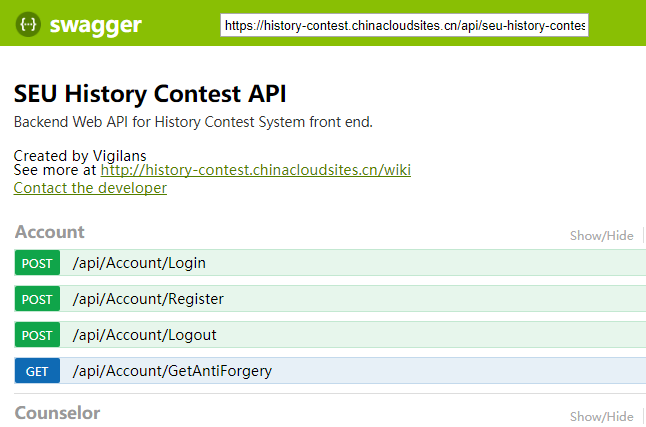 {···} swagger
https://history-contest.chinacloudsites.cn/api/seu-history-contes
SEU History Contest API
Backend Web API for History Contest System front end.
Created by Vigilans
See more at http://history-contest.chinacloudsites.cn/wiki
Contact the developer
Account Show/Hide
POST /api/Account/Login
POST /api/Account/Register
POST /api/Account/Logout
GET /api/Account/GetAntiForgery
Counselor Show/Hide